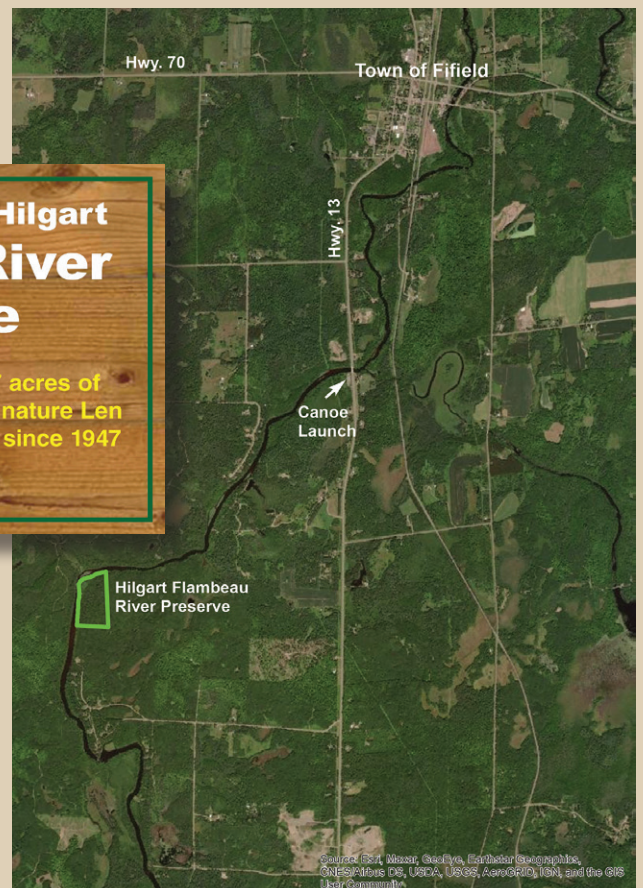 Hwy. 70
Town of Fifield
Hilgart
River
Hwy. 13
acres of
nature Len
since 1947
Canoe
Launch
Hilgart Flambeau
River Preserve
Source: Esri, Maxar, GeoEye, Earthstar Geographics,
CNES/Airbus DS, USDA, USGS, AeroGRID, IGN, and the GIS
User Community